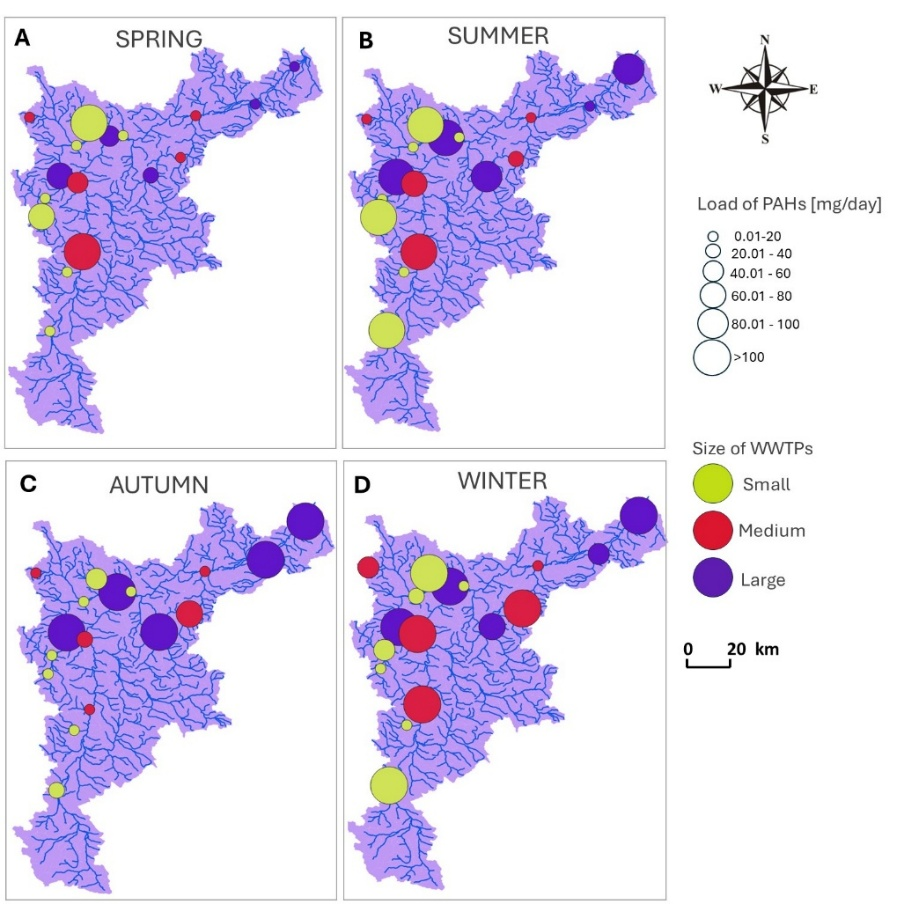 A SPRING
B SUMMER
N
W E
S
Load of PAHs [mg/day]
0.01-20
20.01 - 40
40.01 - 60
60.01 - 80
80.01 - 100
>100
C AUTUMN
D WINTER
Size of WWTPs
Small
Medium
Large
0 20 km